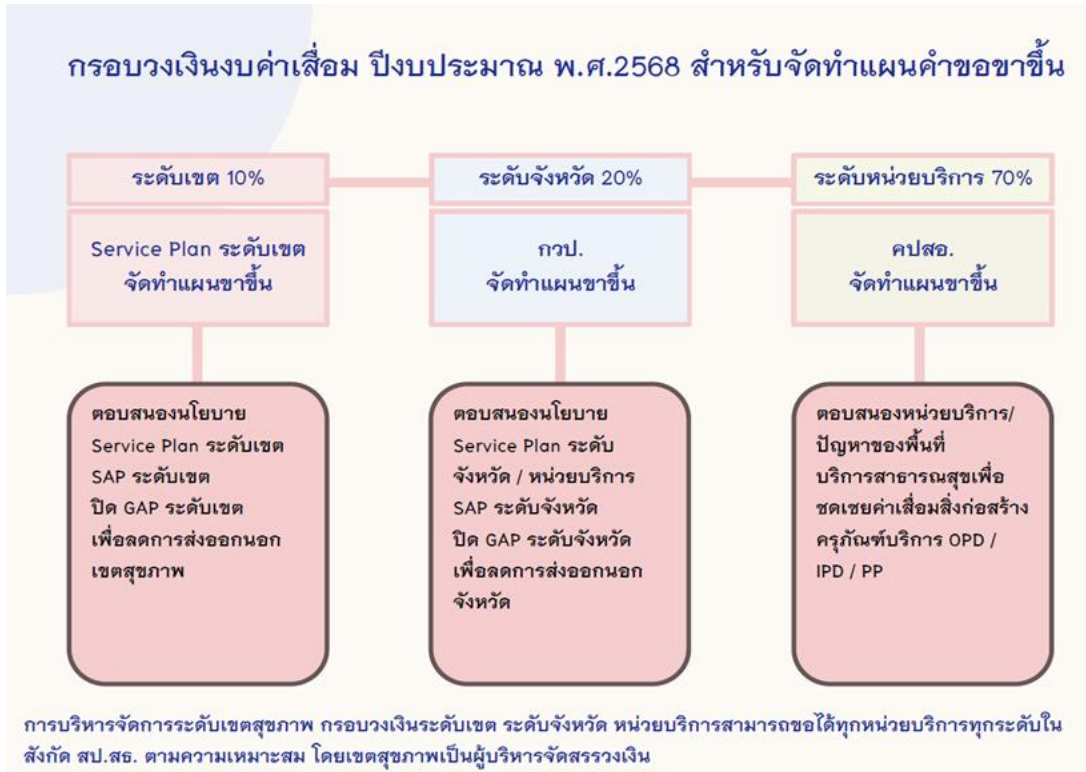 กรอบวงเงินงบค่าเสื่อม ปีงบประมาณ พ.ศ.2568 สำหรับจัดทำแผนคำขอขาขึ้น
ระดับเขต 10%
Service Plan ระดับเขต
จัดทำแผนขาขึ้น
ตอบสนองนโยบาย
Service Plan ระดับเขต
SAP ระดับเขต
ปิด GAP ระดับเขต
เพื่อลดการส่งออกนอก
เขตสุขภาพ
ระดับจังหวัด 20%
กวป.
จัดทำแผนขาขึ้น
ตอบสนองนโยบาย
Service Plan ระดับ
จังหวัด / หน่วยบริการ
SAP ระดับจังหวัด
ปิด GAP ระดับจังหวัด
เพื่อลดการส่งออกนอก
จังหวัด
ระดับหน่วยบริการ 70%
คปสอ.
จัดทำแผนขาขึ้น
ตอบสนองหน่วยบริการ/
ปัญหาของพื้นที่
บริการสาธารณสุขเพื่อ
ชดเชยค่าเสื่อมสิ่งก่อสร้าง
ครุภัณฑ์บริการ OPD /
IPD / PP
การบริหารจัดการระดับเขตสุขภาพ กรอบวงเงินระดับเขต ระดับจังหวัด หน่วยบริการสามารถขอได้ทุกหน่วยบริการทุกระดับใน
สังกัด สป.สธ. ตามความเหมาะสม โดยเขตสุขภาพเป็นผู้บริหารจัดสรรวงเงิน